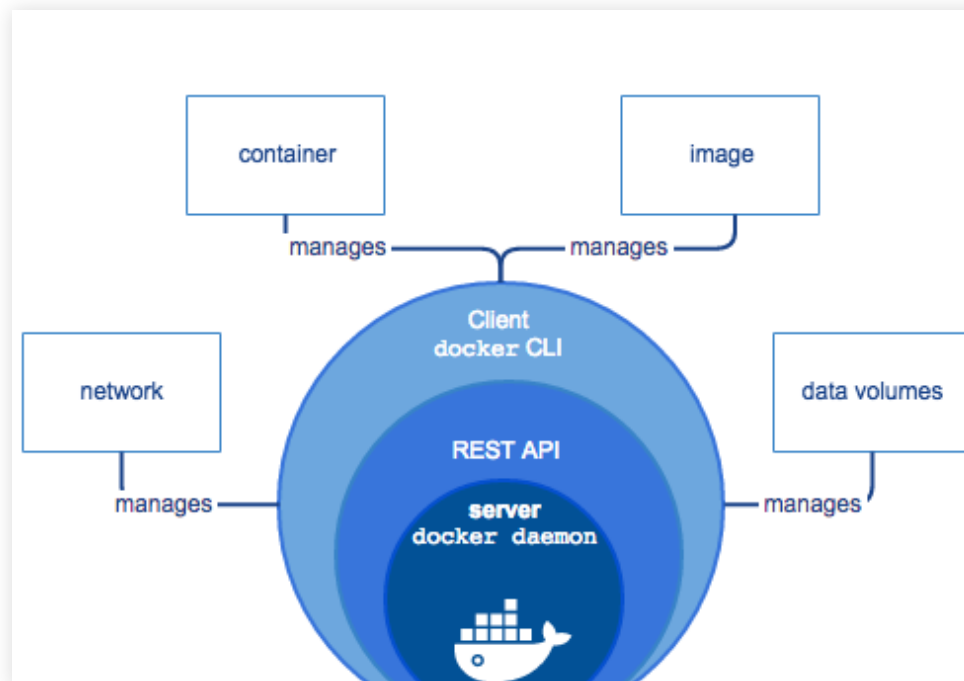 container
image
manages
manages
Client
docker CLI
network
data volumes
REST API
manages
server
docker daemon
manages